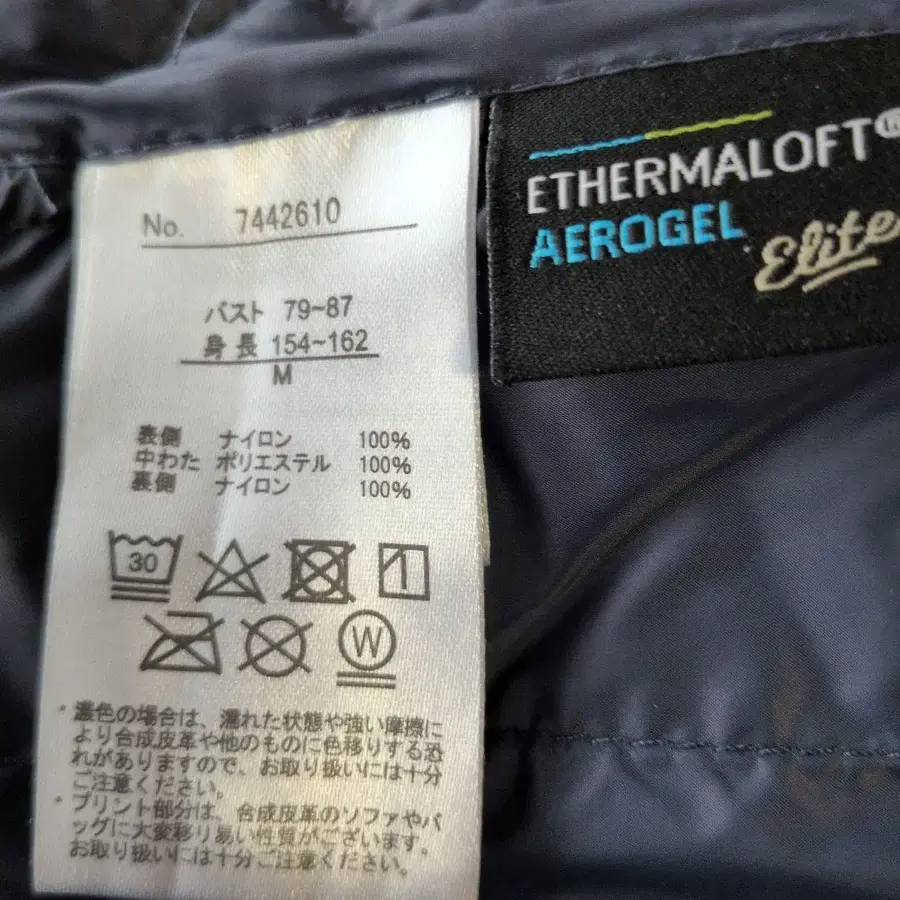 No. 7442610
バスト 79~87
身長 154~162
M
表側 ナイロン 100%
中わた ポリエステル 100%
裏側 ナイロン 100%
30
W
・濃色の場合は、濡れた状態や強い摩擦に
より合成皮革や他のものに色移りする恐
れがありますので、お取り扱いには十分
ご注意ください。
・プリント部分は、合成皮革のソファやバ
ッグに大変移り易い性質がございます。
お取り扱いには十分ご注意ください。
ETHERMALOFT®
AEROGEL
Elite